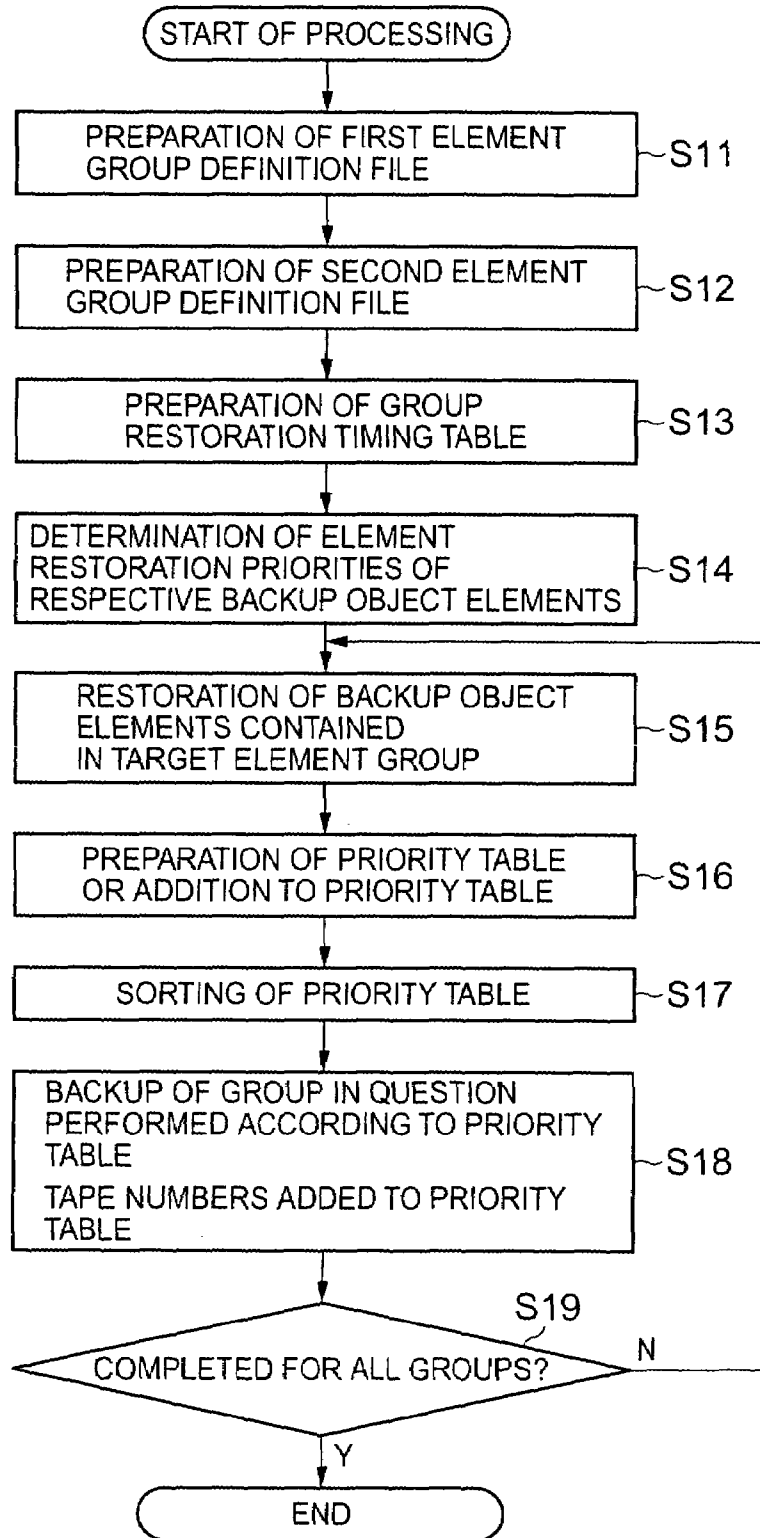 START OF PROCESSING
PREPARATION OF FIRST ELEMENT
GROUP DEFINITION FILE
S11
PREPARATION OF SECOND ELEMENT
GROUP DEFINITION FILE
S12
PREPARATION OF GROUP
RESTORATION TIMING TABLE
S13
DETERMINATION OF ELEMENT
RESTORATION PRIORITIES OF
RESPECTIVE BACKUP OBJECT ELEMENTS
S14
RESTORATION OF BACKUP OBJECT
ELEMENTS CONTAINED
IN TARGET ELEMENT GROUP
S15
PREPARATION OF PRIORITY TABLE
OR ADDITION TO PRIORITY TABLE
S16
SORTING OF PRIORITY TABLE
S17
BACKUP OF GROUP IN QUESTION
PERFORMED ACCORDING TO PRIORITY
TABLE
TAPE NUMBERS ADDED TO PRIORITY
TABLE
S18
S19
COMPLETED FOR ALL GROUPS?
N
Y
END